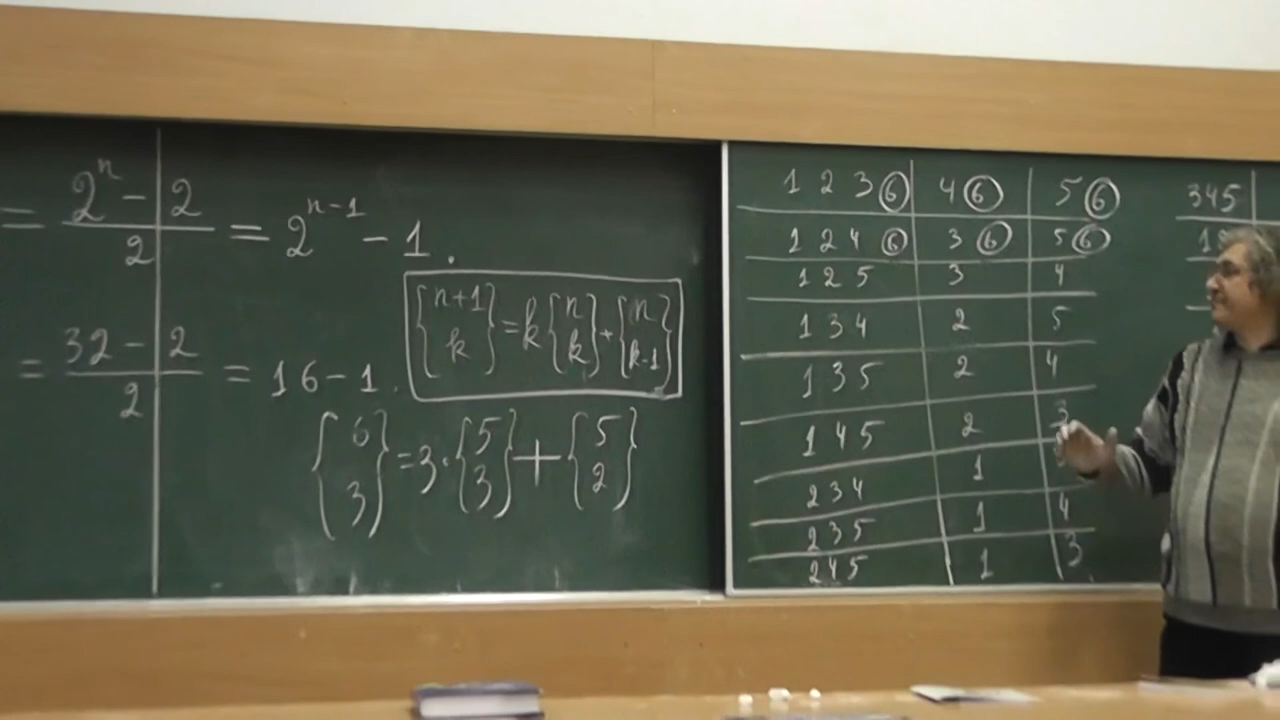 = (2ⁿ - 2) / 2 = 2ⁿ⁻¹ - 1.
{n+1 k} = k {n k} + {n k-1}
= (32 - 2) / 2 = 16 - 1.
{6 3} = 3 · {5 3} + {5 2}
1 2 3 6 | 4 6 | 5 6
1 2 4 6 | 3 6 | 5 6
1 2 5 | 3 | 4
1 3 4 | 2 | 5
1 3 5 | 2 | 4
1 4 5 | 2 | 3
2 3 4 | 1
2 3 5 | 1 | 4
2 4 5 | 1 | 3
345